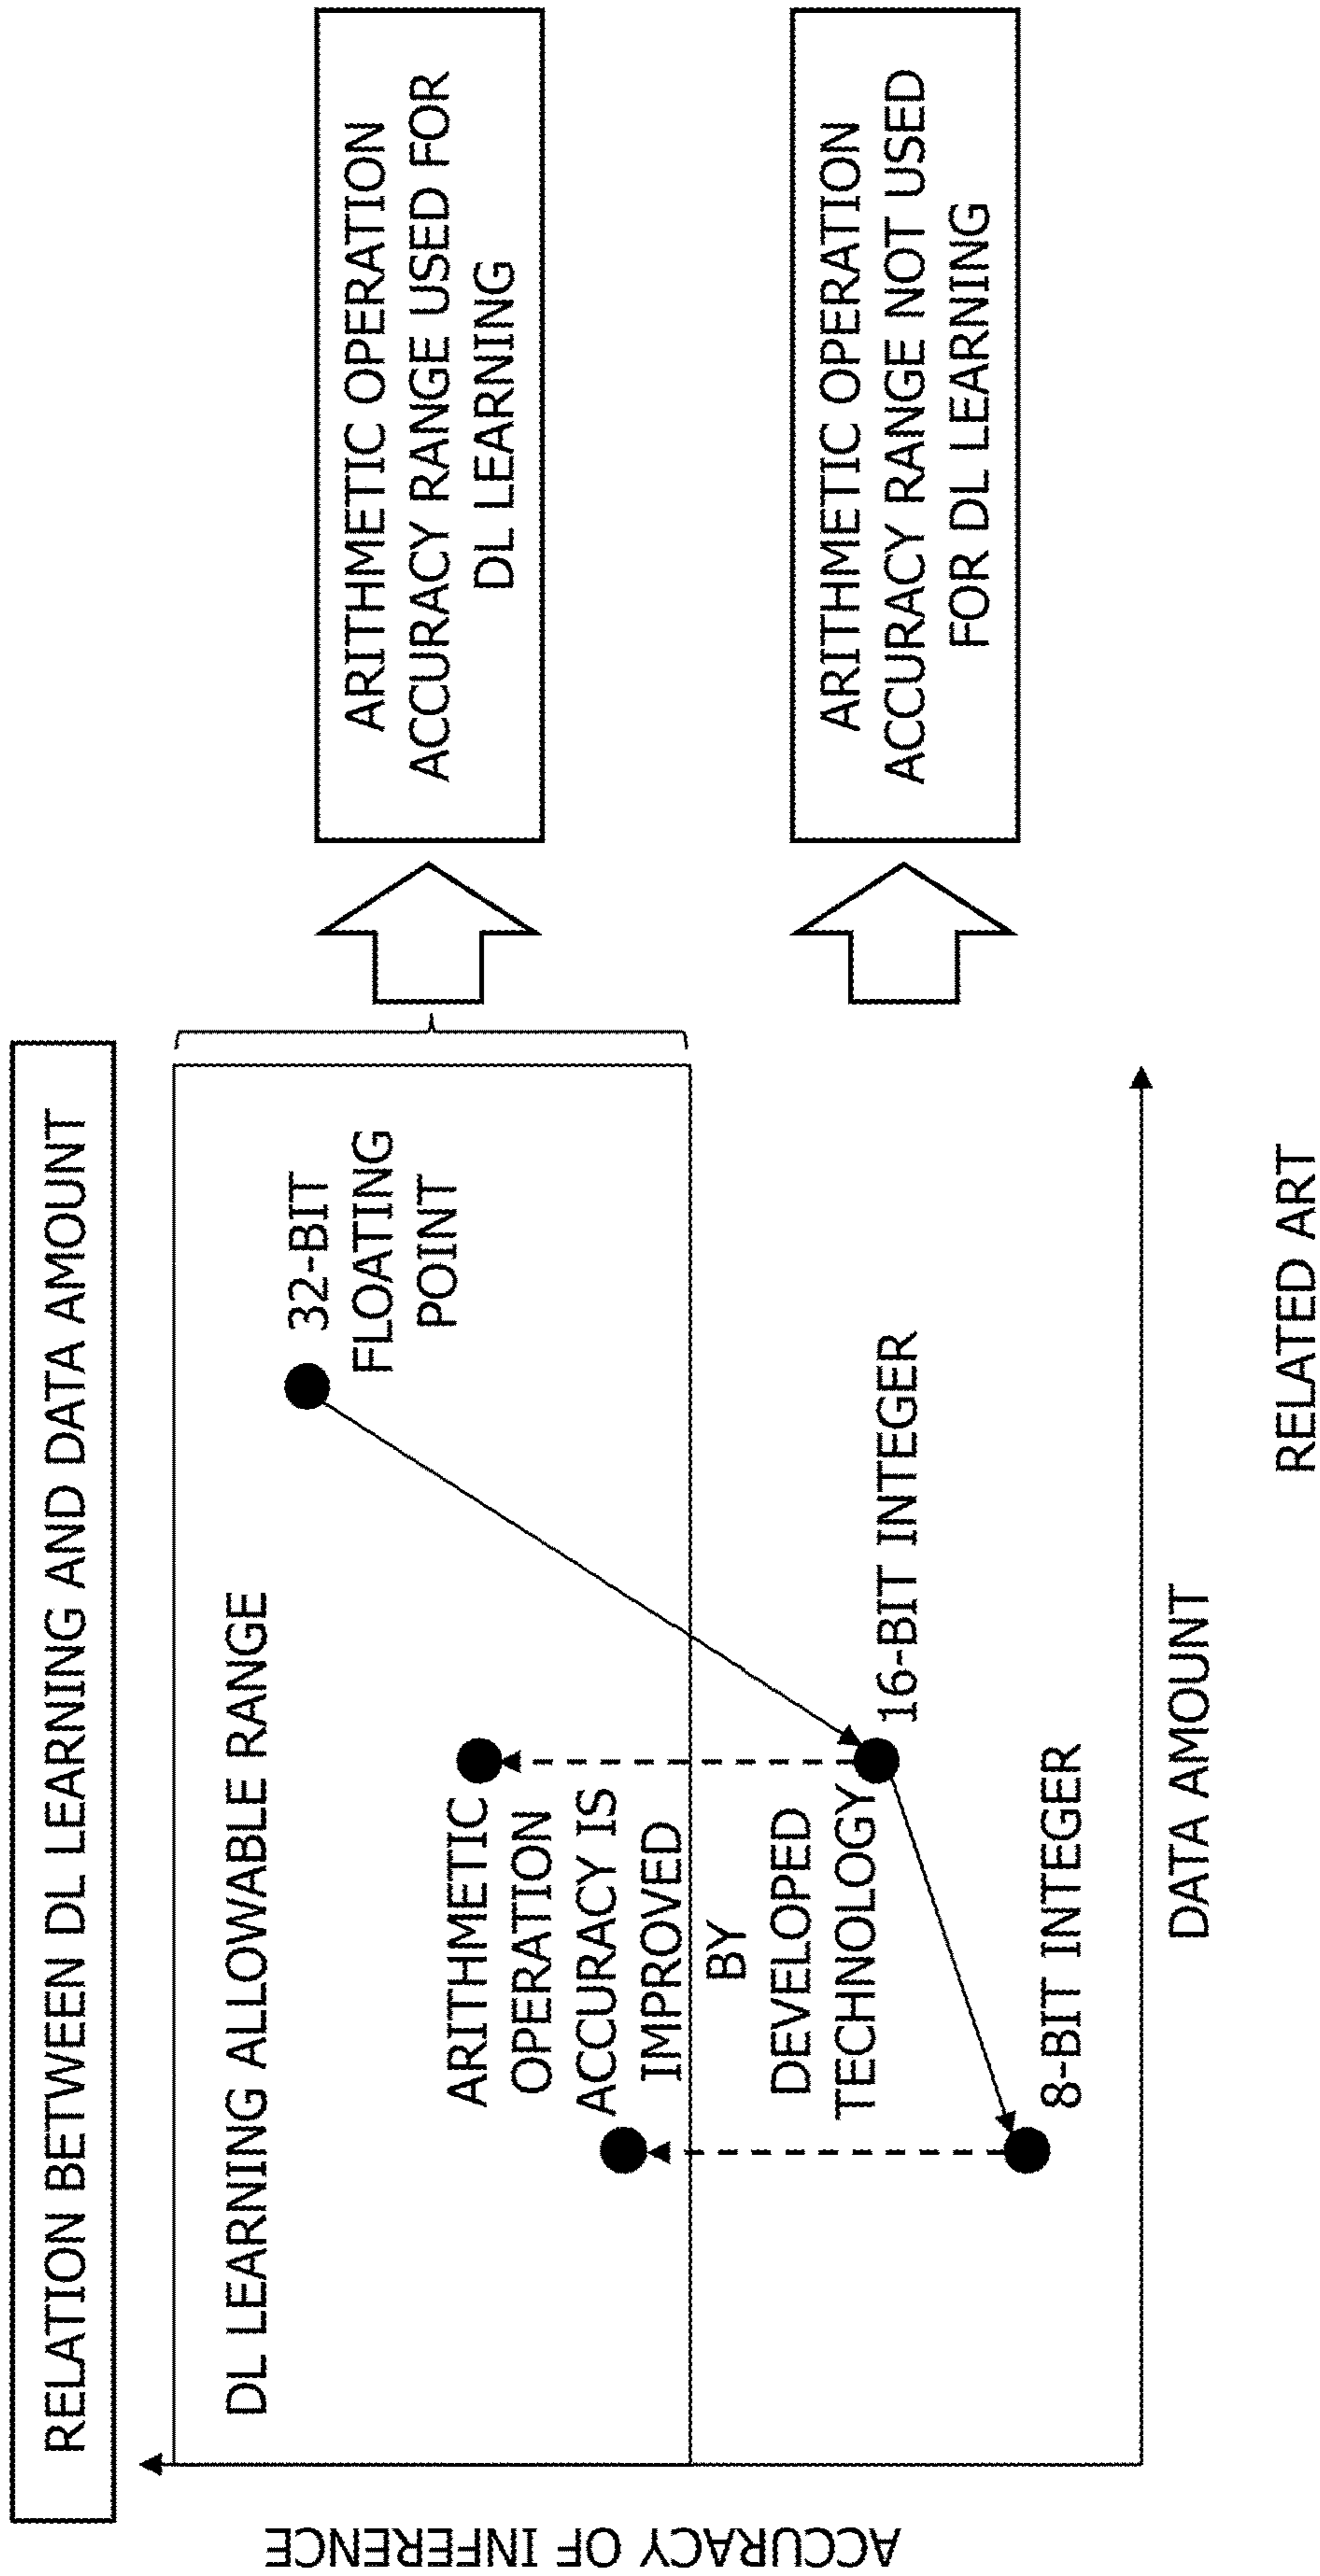 RELATION BETWEEN DL LEARNING AND DATA AMOUNT
ACCURACY OF INFERENCE
DL LEARNING ALLOWABLE RANGE
32-BIT
FLOATING
POINT
ARITHMETIC
OPERATION
ACCURACY IS
IMPROVED
BY
DEVELOPED
TECHNOLOGY
16-BIT INTEGER
8-BIT INTEGER
DATA AMOUNT
ARITHMETIC OPERATION
ACCURACY RANGE USED FOR
DL LEARNING
ARITHMETIC OPERATION
ACCURACY RANGE NOT USED
FOR DL LEARNING
RELATED ART